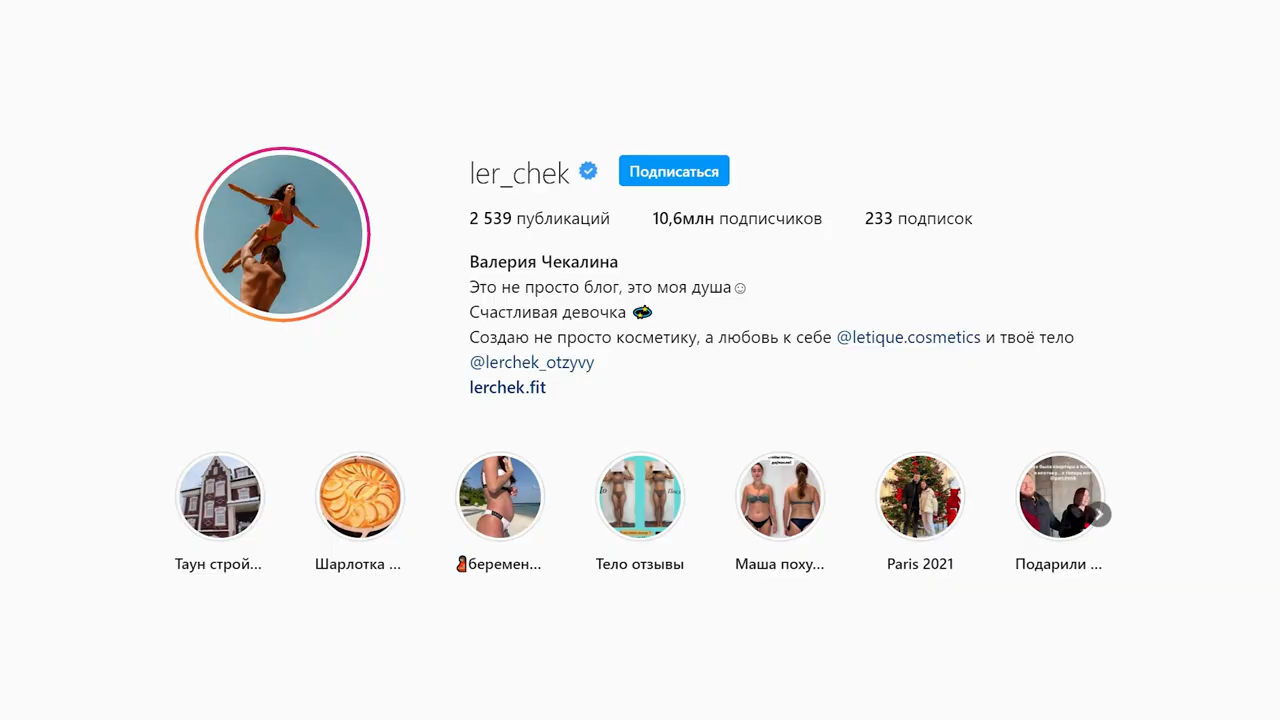 ler_chek Подписаться
2 539 публикаций 10,6млн подписчиков 233 подписок
Валерия Чекалина
Это не просто блог, это моя душа☺
Счастливая девочка 💫
Создаю не просто косметику, а любовь к себе @letique.cosmetics и твоё тело
@lerchek_otzyvy
lerchek.fit
Таун строй... Шарлотка ... 🤰беремен... Тело отзывы Маша поху... Paris 2021 Подарили ...